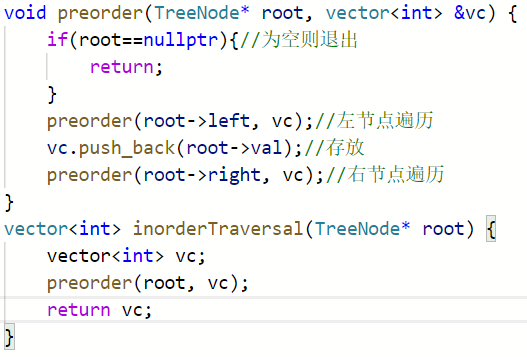 void preorder(TreeNode* root, vector<int> &vc) {
    if(root==nullptr){//为空则退出
        return;
    }
    preorder(root->left, vc);//左节点遍历
    vc.push_back(root->val);//存放
    preorder(root->right, vc);//右节点遍历
}
vector<int> inorderTraversal(TreeNode* root) {
    vector<int> vc;
    preorder(root, vc);
    return vc;
}